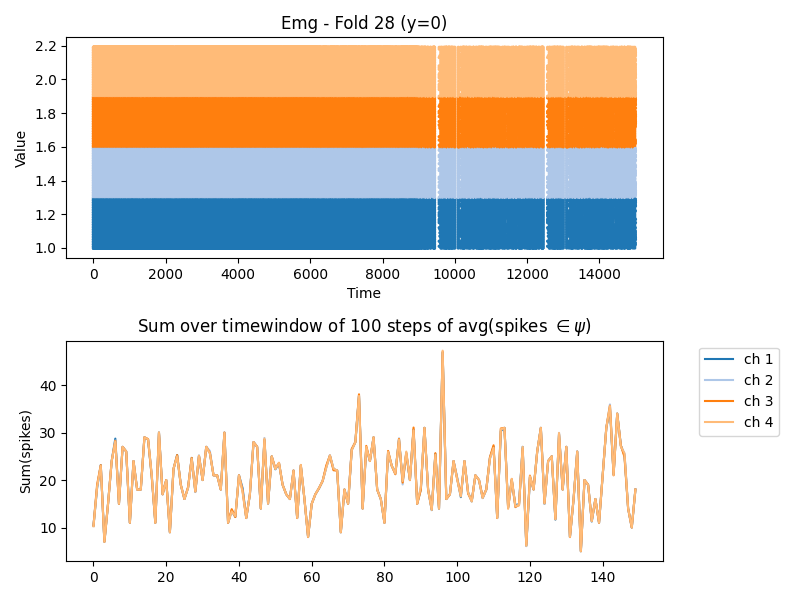 Emg - Fold 28 (y=0)
2.2
2.0
1.8
1.6
1.4
1.2
1.0
Value
0 2000 4000 6000 8000 10000 12000 14000
Time
Sum over timewindow of 100 steps of avg(spikes ∈ ψ)
40
30
20
10
Sum(spikes)
0 20 40 60 80 100 120 140
ch 1
ch 2
ch 3
ch 4